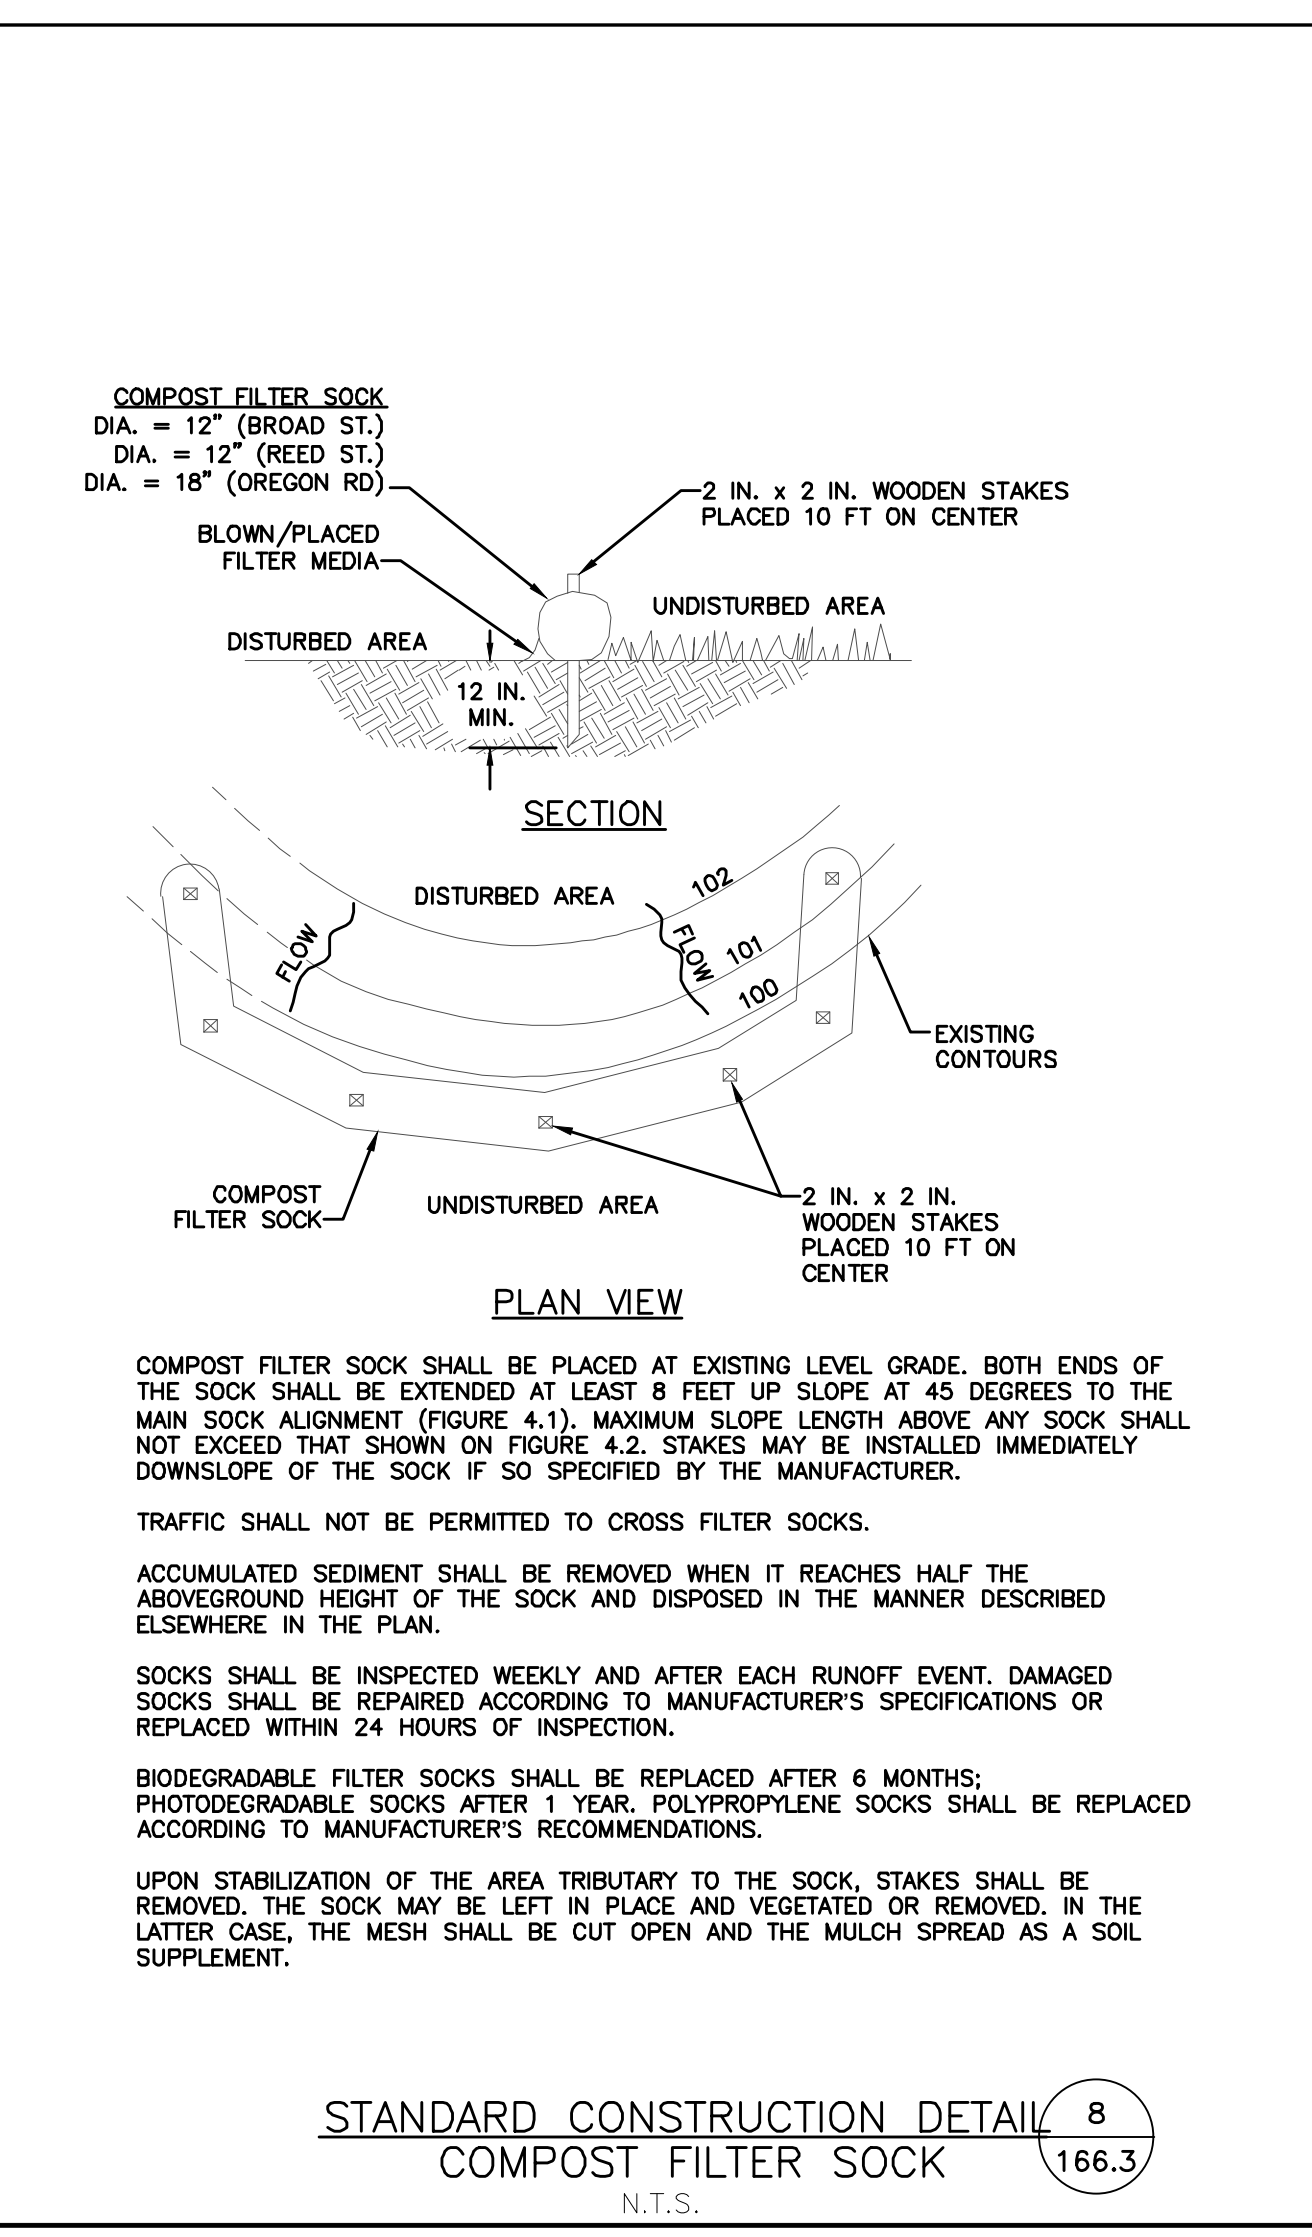 COMPOST FILTER SOCK
DIA. = 12" (BROAD ST.)
DIA. = 12" (REED ST.)
DIA. = 18" (OREGON RD)
BLOWN/PLACED
FILTER MEDIA
2 IN. x 2 IN. WOODEN STAKES
PLACED 10 FT ON CENTER
UNDISTURBED AREA
DISTURBED AREA
12 IN.
MIN.
SECTION
DISTURBED AREA
102
FLOW
FLOW
101
100
EXISTING
CONTOURS
COMPOST
FILTER SOCK
UNDISTURBED AREA
2 IN. x 2 IN.
WOODEN STAKES
PLACED 10 FT ON
CENTER
PLAN VIEW
COMPOST FILTER SOCK SHALL BE PLACED AT EXISTING LEVEL GRADE. BOTH ENDS OF
THE SOCK SHALL BE EXTENDED AT LEAST 8 FEET UP SLOPE AT 45 DEGREES TO THE
MAIN SOCK ALIGNMENT (FIGURE 4.1). MAXIMUM SLOPE LENGTH ABOVE ANY SOCK SHALL
NOT EXCEED THAT SHOWN ON FIGURE 4.2. STAKES MAY BE INSTALLED IMMEDIATELY
DOWNSLOPE OF THE SOCK IF SO SPECIFIED BY THE MANUFACTURER.
TRAFFIC SHALL NOT BE PERMITTED TO CROSS FILTER SOCKS.
ACCUMULATED SEDIMENT SHALL BE REMOVED WHEN IT REACHES HALF THE
ABOVEGROUND HEIGHT OF THE SOCK AND DISPOSED IN THE MANNER DESCRIBED
ELSEWHERE IN THE PLAN.
SOCKS SHALL BE INSPECTED WEEKLY AND AFTER EACH RUNOFF EVENT. DAMAGED
SOCKS SHALL BE REPAIRED ACCORDING TO MANUFACTURER'S SPECIFICATIONS OR
REPLACED WITHIN 24 HOURS OF INSPECTION.
BIODEGRADABLE FILTER SOCKS SHALL BE REPLACED AFTER 6 MONTHS;
PHOTODEGRADABLE SOCKS AFTER 1 YEAR. POLYPROPYLENE SOCKS SHALL BE REPLACED
ACCORDING TO MANUFACTURER'S RECOMMENDATIONS.
UPON STABILIZATION OF THE AREA TRIBUTARY TO THE SOCK, STAKES SHALL BE
REMOVED. THE SOCK MAY BE LEFT IN PLACE AND VEGETATED OR REMOVED. IN THE
LATTER CASE, THE MESH SHALL BE CUT OPEN AND THE MULCH SPREAD AS A SOIL
SUPPLEMENT.
STANDARD CONSTRUCTION DETAIL
COMPOST FILTER SOCK
N.T.S.
8
166.3